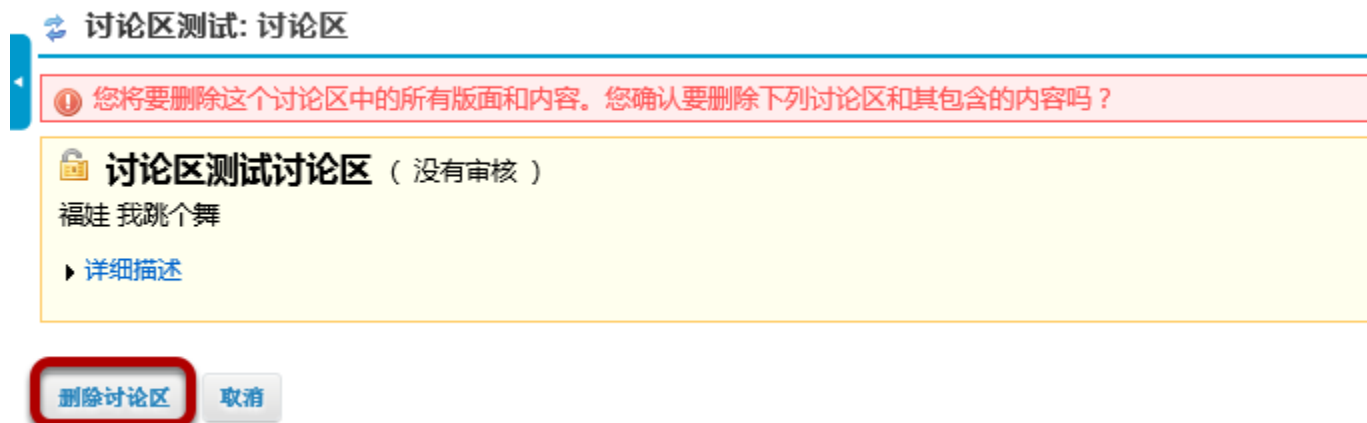 讨论区测试: 讨论区
您将要删除这个讨论区中的所有版面和内容。您确认要删除下列讨论区和其包含的内容吗？
讨论区测试讨论区 （ 没有审核 ）
福娃 我跳个舞
详细描述
删除讨论区 取消